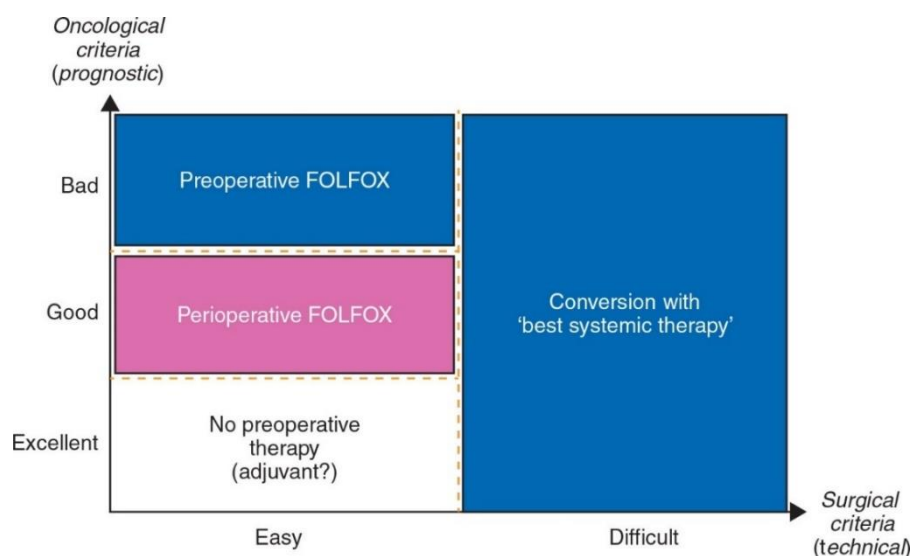 Oncological
criteria
(prognostic)
Bad
Preoperative FOLFOX
Good
Perioperative FOLFOX
Conversion with
‘best systemic therapy’
Excellent
No preoperative
therapy
(adjuvant?)
Easy
Difficult
Surgical
criteria
(technical)